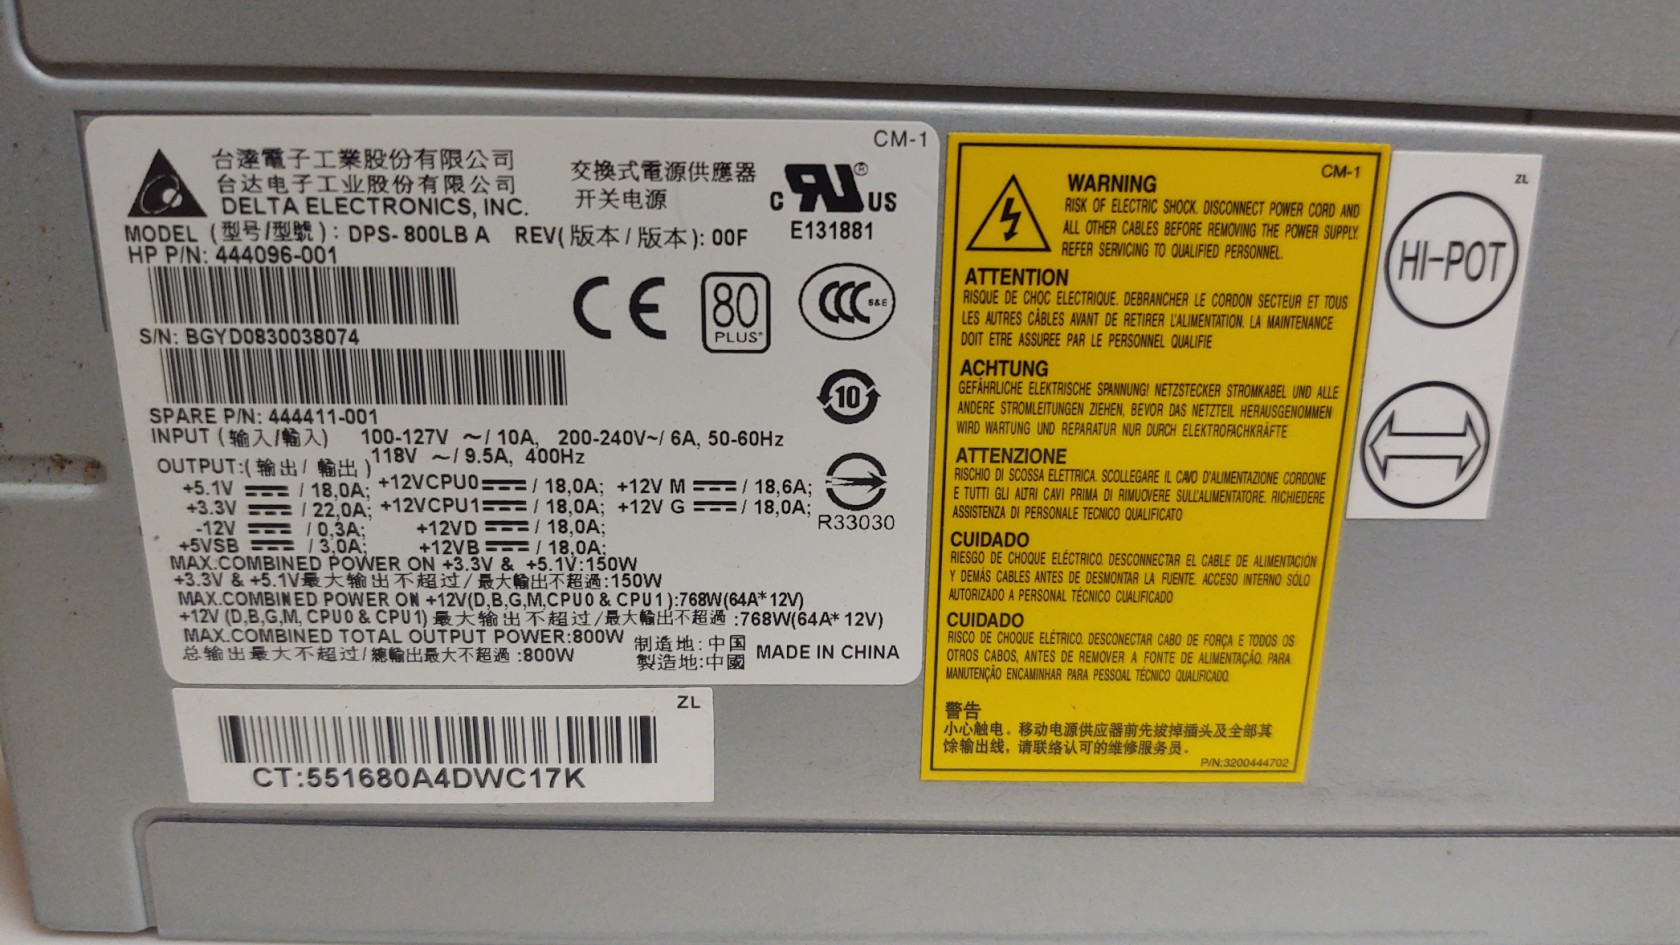 CM-1
台達電子工業股份有限公司
台达电子工业股份有限公司
DELTA ELECTRONICS, INC.
交換式電源供應器
开关电源
C RU ® US
E131881
MODEL (型号/型號): DPS-800LB A REV(版本/版本): 00F
HP P/N: 444096-001
S/N: BGYD0830038074
CE
80
PLUS
CCC S&E
10
SPARE P/N: 444411-001
INPUT (输入/輸入) 100-127V ~/ 10A, 200-240V~/ 6A, 50-60Hz
118V ~/ 9.5A, 400Hz
OUTPUT:(输出/輸出)
+5.1V ⎓ / 18,0A; +12VCPU0 ⎓ / 18,0A; +12V M ⎓ / 18,6A;
+3.3V ⎓ / 22,0A; +12VCPU1 ⎓ / 18,0A; +12V G ⎓ / 18,0A;
-12V ⎓ / 0,3A; +12VD ⎓ / 18,0A;
+5VSB ⎓ / 3,0A; +12VB ⎓ / 18,0A;
R33030
MAX.COMBINED POWER ON +3.3V & +5.1V:150W
+3.3V & +5.1V最大输出不超过/最大輸出不超過:150W
MAX.COMBINED POWER ON +12V(D,B,G,M,CPU0 & CPU1):768W(64A*12V)
+12V (D,B,G,M, CPU0 & CPU1) 最大输出不超过/最大輸出不超過 :768W(64A*12V)
MAX.COMBINED TOTAL OUTPUT POWER:800W
总输出最大不超过/總輸出最大不超過 :800W
制造地: 中国
製造地:中國
MADE IN CHINA
ZL
CT:551680A4DWC17K
CM-1
WARNING
RISK OF ELECTRIC SHOCK. DISCONNECT POWER CORD AND
ALL OTHER CABLES BEFORE REMOVING THE POWER SUPPLY.
REFER SERVICING TO QUALIFIED PERSONNEL.
ATTENTION
RISQUE DE CHOC ELECTRIQUE. DEBRANCHER LE CORDON SECTEUR ET TOUS
LES AUTRES CÂBLES AVANT DE RETIRER L'ALIMENTATION. LA MAINTENANCE
DOIT ETRE ASSUREE PAR LE PERSONNEL QUALIFIE
ACHTUNG
GEFÄHRLICHE ELEKTRISCHE SPANNUNG! NETZSTECKER STROMKABEL UND ALLE
ANDERE STROMLEITUNGEN ZIEHEN, BEVOR DAS NETZTEIL HERAUSGENOMMEN
WIRD WARTUNG UND REPARATUR NUR DURCH ELEKTROFACHKRÄFTE
ATTENZIONE
RISCHIO DI SCOSSA ELETTRICA. SCOLLEGARE IL CAVO D'ALIMENTAZIONE CORDONE
E TUTTI GLI ALTRI CAVI PRIMA DI RIMUOVERE SULL'ALIMENTATORE. RICHIEDERE
ASSISTENZA DI PERSONALE TECNICO QUALIFICATO
CUIDADO
RIESGO DE CHOQUE ELÉCTRICO. DESCONNECTAR EL CABLE DE ALIMENTACIÓN
Y DEMÁS CABLES ANTES DE DESMONTAR LA FUENTE. ACCESO INTERNO SÓLO
AUTORIZADO A PERSONAL TÉCNICO CUALIFICADO
CUIDADO
RISCO DE CHOQUE ELÉTRICO. DESCONECTAR CABO DE FORÇA E TODOS OS
OTROS CABOS, ANTES DE REMOVER A FONTE DE ALIMENTAÇÃO. PARA
MANUTENÇÃO ENCAMINHAR PARA PESSOAL TÉCNICO QUALIFICADO.
警告
小心触电。移动电源供应器前先拔掉插头及全部其
馀输出线，请联络认可的维修服务员。
P/N:3200444702
ZL
HI-POT